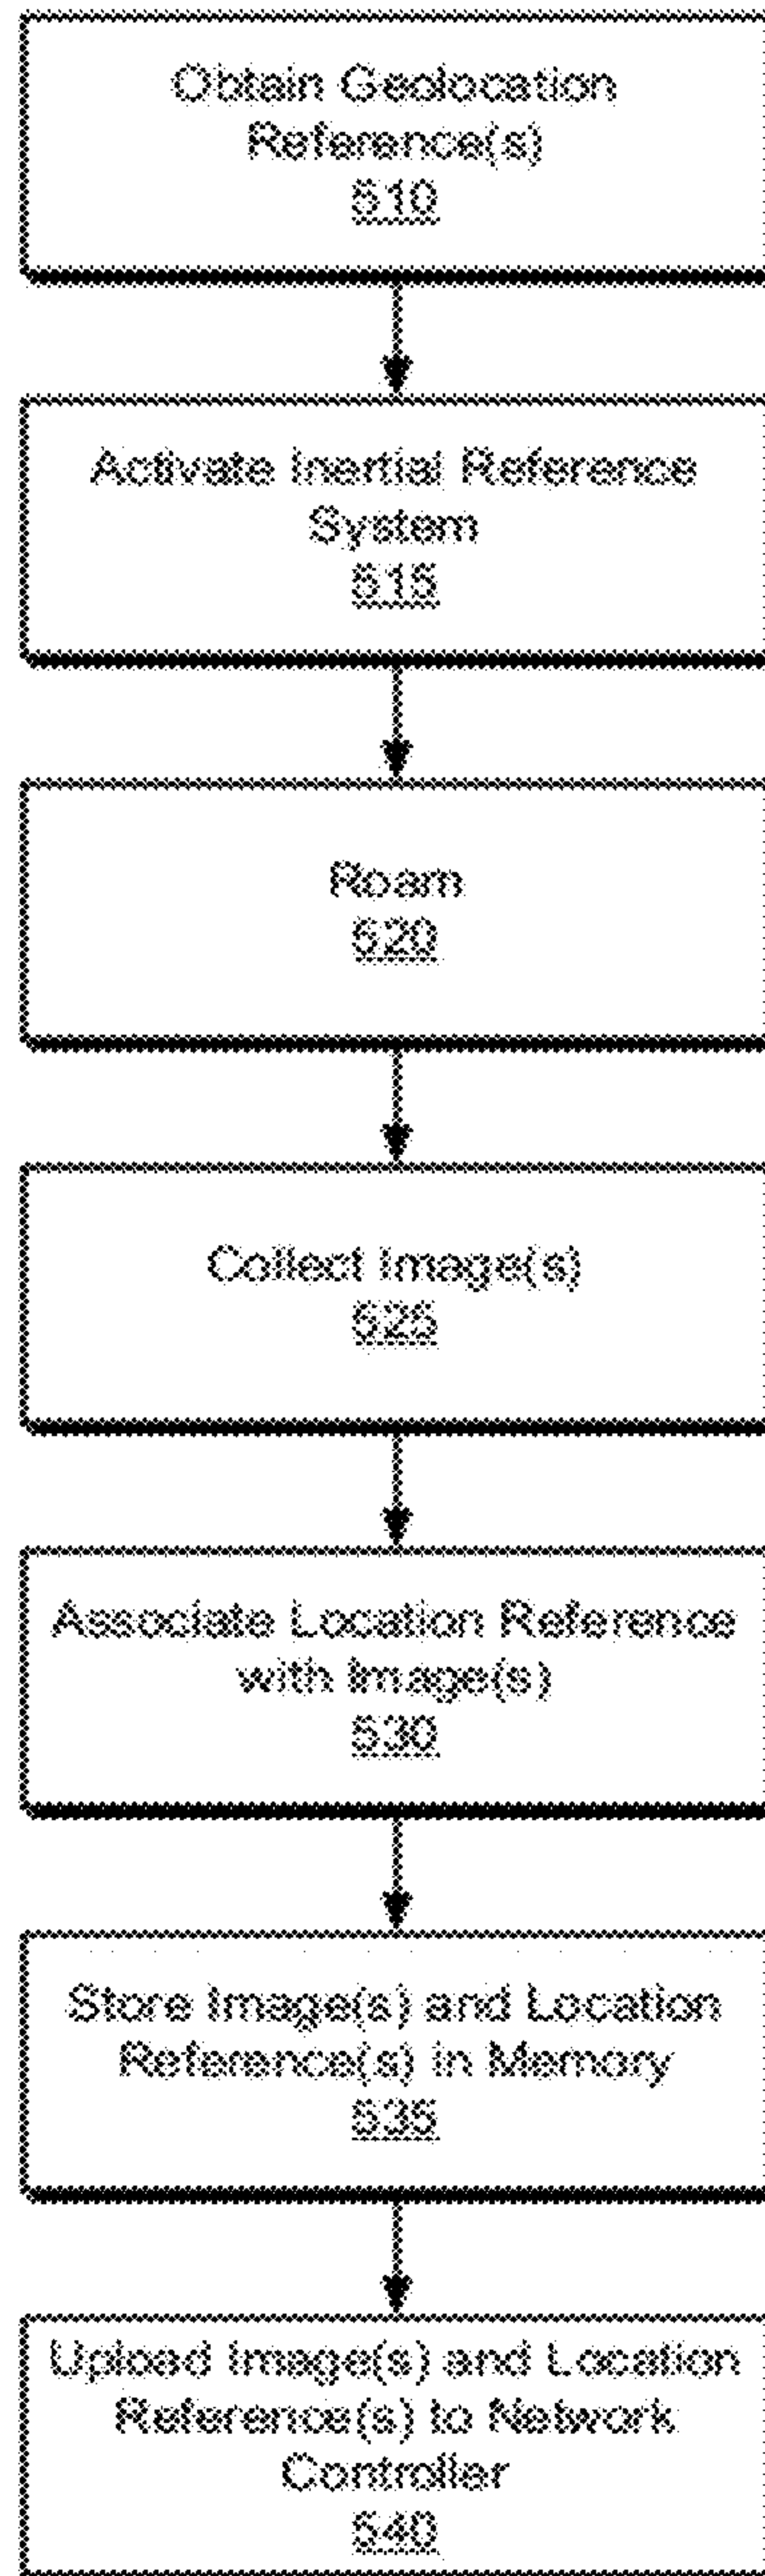 Obtain Geolocation
Reference(s)
510
Activate Inertial Reference
System
515
Roam
520
Collect Image(s)
525
Associate Location Reference
with Image(s)
530
Store Image(s) and Location
Reference(s) in Memory
535
Upload Image(s) and Location
Reference(s) to Network
Controller
540